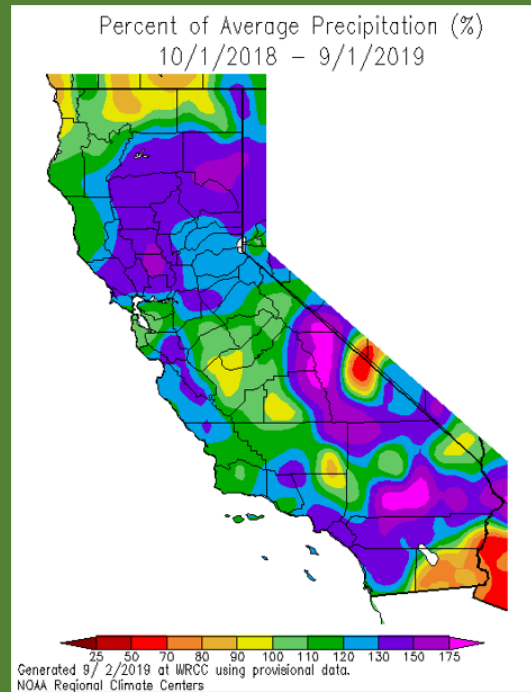 Percent of Average Precipitation (%)
10/1/2018 – 9/1/2019
25 50 70 80 90 100 110 120 130 150 175
Generated 9/ 2/2019 at WRCC using provisional data.
NOAA Regional Climate Centers